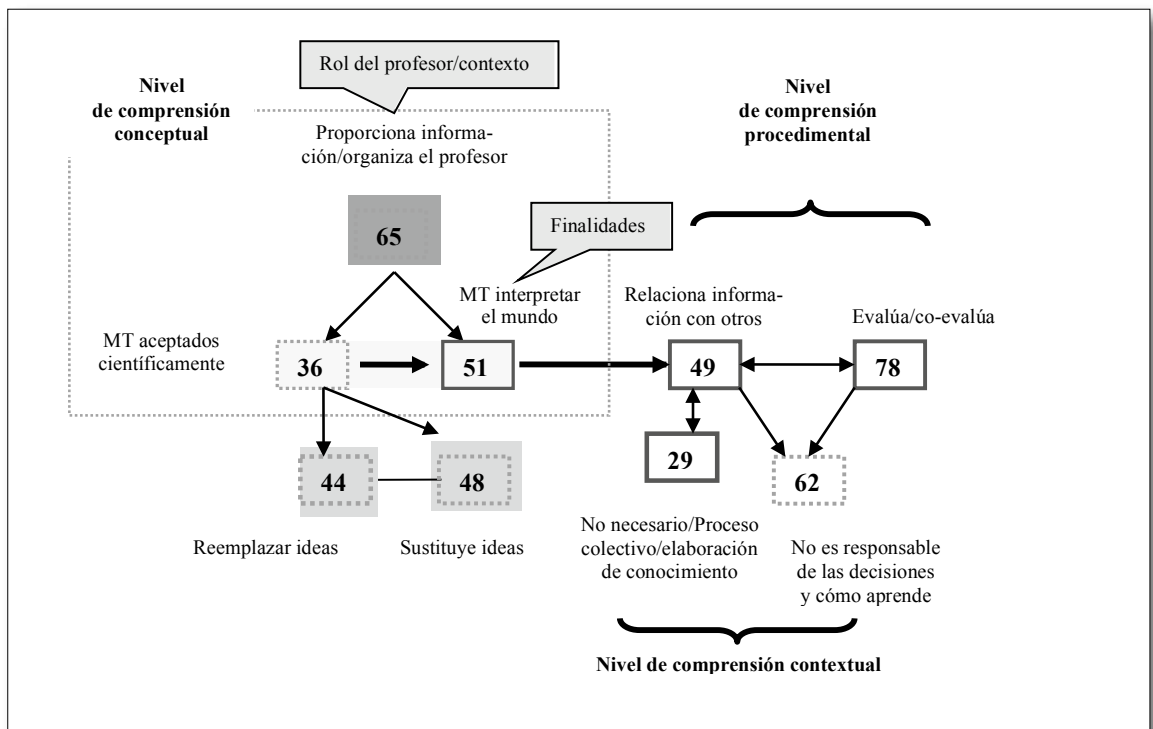 Rol del profesor/contexto
Nivel
de comprensión
conceptual
Nivel
de comprensión
procedimental
Proporciona informa-
ción/organiza el profesor
65
Finalidades
MT interpretar
el mundo
Relaciona informa-
ción con otros
Evalúa/co-evalúa
MT aceptados
científicamente
36
51
49
78
44
48
29
62
Reemplazar ideas
Sustituye ideas
No necesario/Proceso
colectivo/elaboración
de conocimiento
No es responsable
de las decisiones
y cómo aprende
Nivel de comprensión contextual